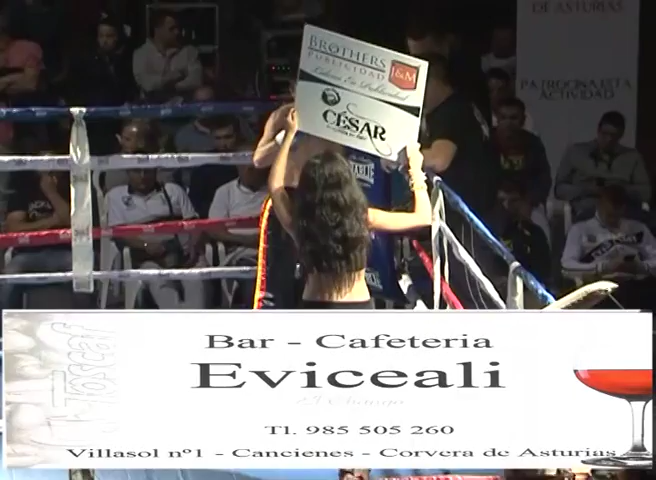 DE ASTURIAS
PATROCINA ESTA
ACTIVIDAD
BROTHERS
PUBLICIDAD
J&M
CÉSAR
Bar - Cafeteria
Eviceali
Tl. 985 505 260
Villasol nº1 - Cancienes - Corvera de Asturias